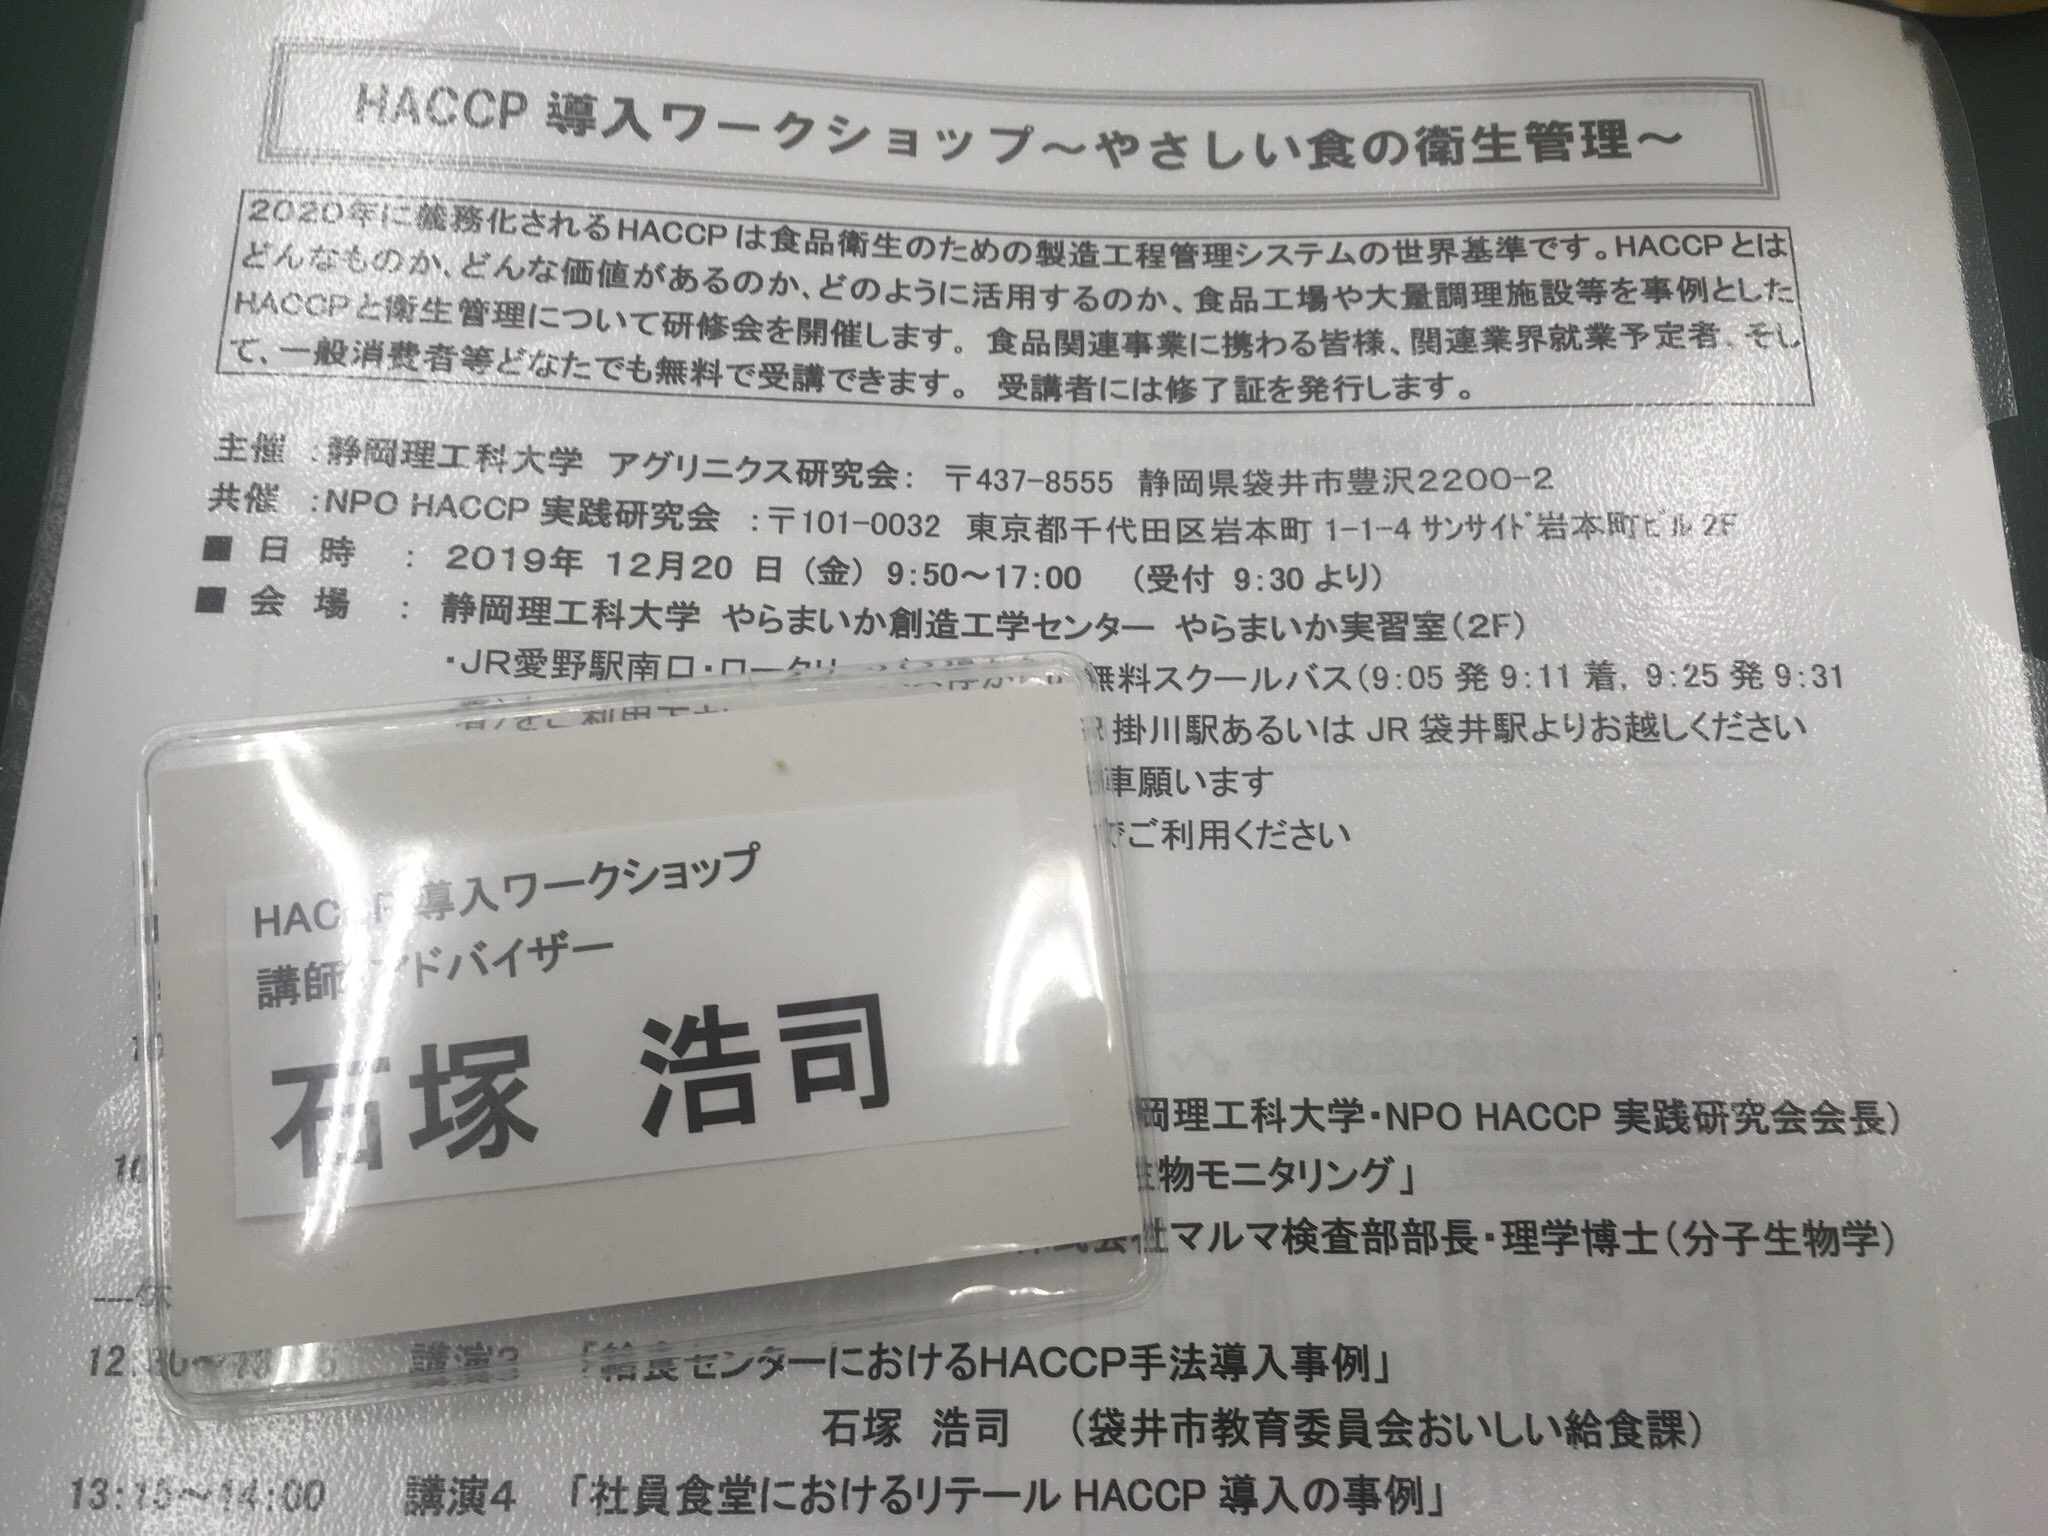 HACCP 導入ワークショップ～やさしい食の衛生管理～
2020年に義務化されるHACCPは食品衛生のための製造工程管理システムの世界基準です。HACCPとは
どんなものか、どんな価値があるのか、どのように活用するのか、食品工場や大量調理施設等を事例とした
HACCPと衛生管理について研修会を開催します。食品関連事業に携わる皆様、関連業界就業予定者、そし
て、一般消費者等どなたでも無料で受講できます。 受講者には修了証を発行します。
主催 ：静岡理工科大学 アグリニクス研究会： 〒437-8555 静岡県袋井市豊沢2200-2
共催 ：NPO HACCP 実践研究会 ：〒101-0032 東京都千代田区岩本町 1-1-4 ｻﾝｻｲﾄﾞ岩本町ﾋﾞﾙ 2F
■ 日 時 ： 2019年 12月20 日 （金） 9：50～17：00 （受付 9：30 より）
■ 会 場 ： 静岡理工科大学 やらまいか創造工学センター やらまいか実習室（2F）
・JR愛野駅南口・ロータリー 無料スクールバス（9：05 発 9：11 着， 9：25 発 9：31
着）をご利用下さ 掛川駅あるいは JR 袋井駅よりお越しください
車願います
でご利用ください
HACCP 導入ワークショップ
講師 アドバイザー
石塚 浩司
岡理工科大学・NPO HACCP 実践研究会会長）
10
物モニタリング」
株式会社マルマ検査部部長・理学博士（分子生物学）
講演3 「給食センターにおけるHACCP手法導入事例」
石塚 浩司 （袋井市教育委員会おいしい給食課）
13：15～14：00 講演4 「社員食堂におけるリテール HACCP 導入の事例」